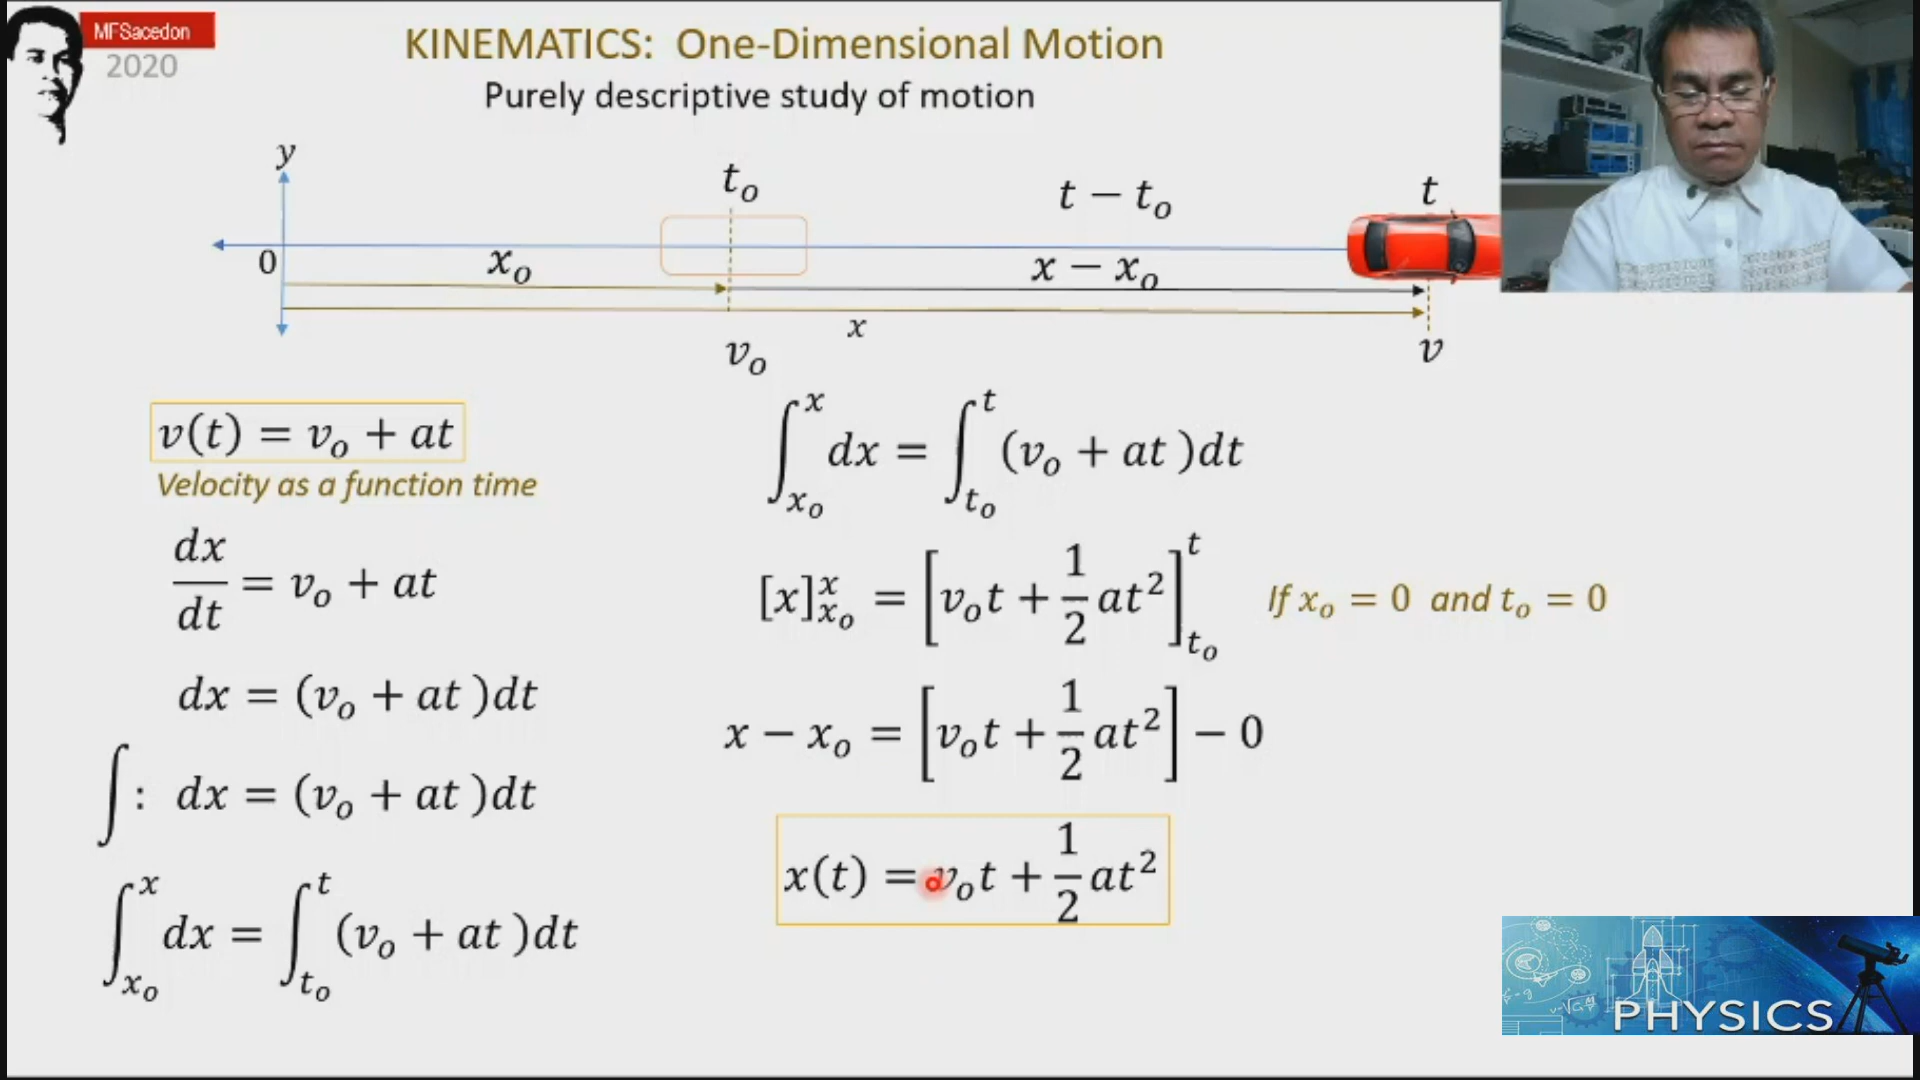 MFSacedon
2020
KINEMATICS: One-Dimensional Motion
Purely descriptive study of motion
y
t_o
t − t_o
t
0
x_o
x − x_o
x
v_o
v
v(t) = v_o + at
Velocity as a function time
dx/dt = v_o + at
dx = (v_o + at )dt
∫: dx = (v_o + at )dt
∫_{x_o}^{x} dx = ∫_{t_o}^{t} (v_o + at )dt
∫_{x_o}^{x} dx = ∫_{t_o}^{t} (v_o + at )dt
[x]_{x_o}^{x} = [v_o t + 1/2 at²]_{t_o}^{t}
If x_o = 0 and t_o = 0
x − x_o = [v_o t + 1/2 at²] − 0
x(t) = v_o t + 1/2 at²
PHYSICS